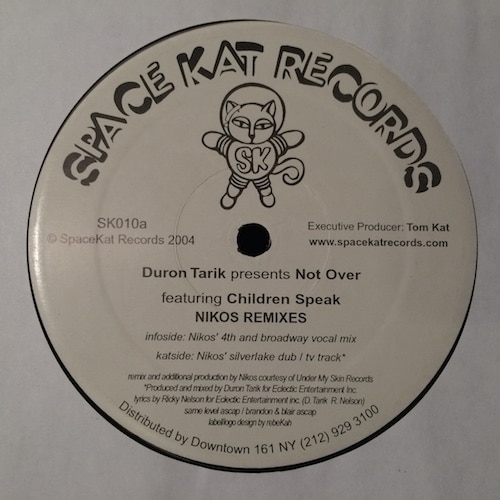 SPACE KAT RECORDS
SK
SK010a
© SpaceKat Records 2004
Executive Producer: Tom Kat
www.spacekatrecords.com
Duron Tarik presents Not Over
featuring Children Speak
NIKOS REMIXES
infoside: Nikos' 4th and broadway vocal mix
katside: Nikos' silverlake dub / tv track*
remix and additional production by Nikos courtesy of Under My Skin Records
*Produced and mixed by Duron Tarik for Eclectic Entertainment Inc.
lyrics by Ricky Nelson for Eclectic Entertainment inc. (D. Tarik R. Nelson)
same level ascap / brandon & blair ascap
label/logo design by rebeKah
Distributed by Downtown 161 NY (212) 929 3100